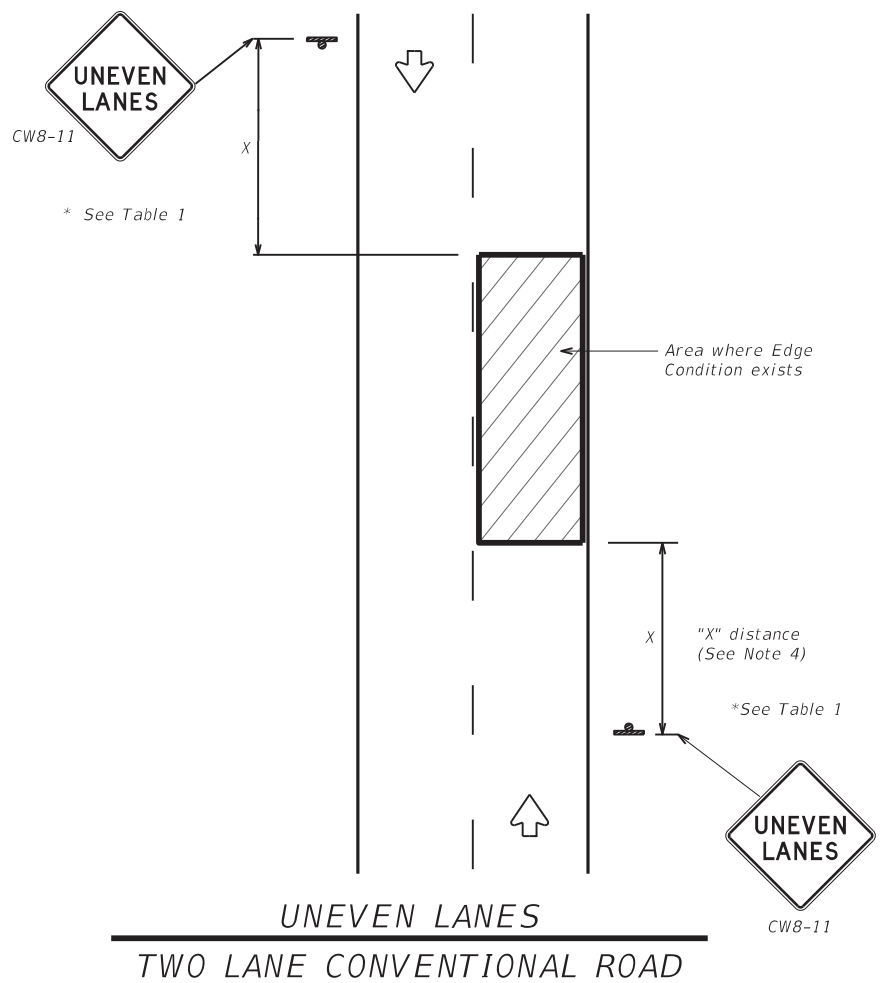 UNEVEN
LANES
CW8-11
X
* See Table 1
Area where Edge
Condition exists
X
"X" distance
(See Note 4)
*See Table 1
UNEVEN
LANES
CW8-11
UNEVEN LANES
TWO LANE CONVENTIONAL ROAD